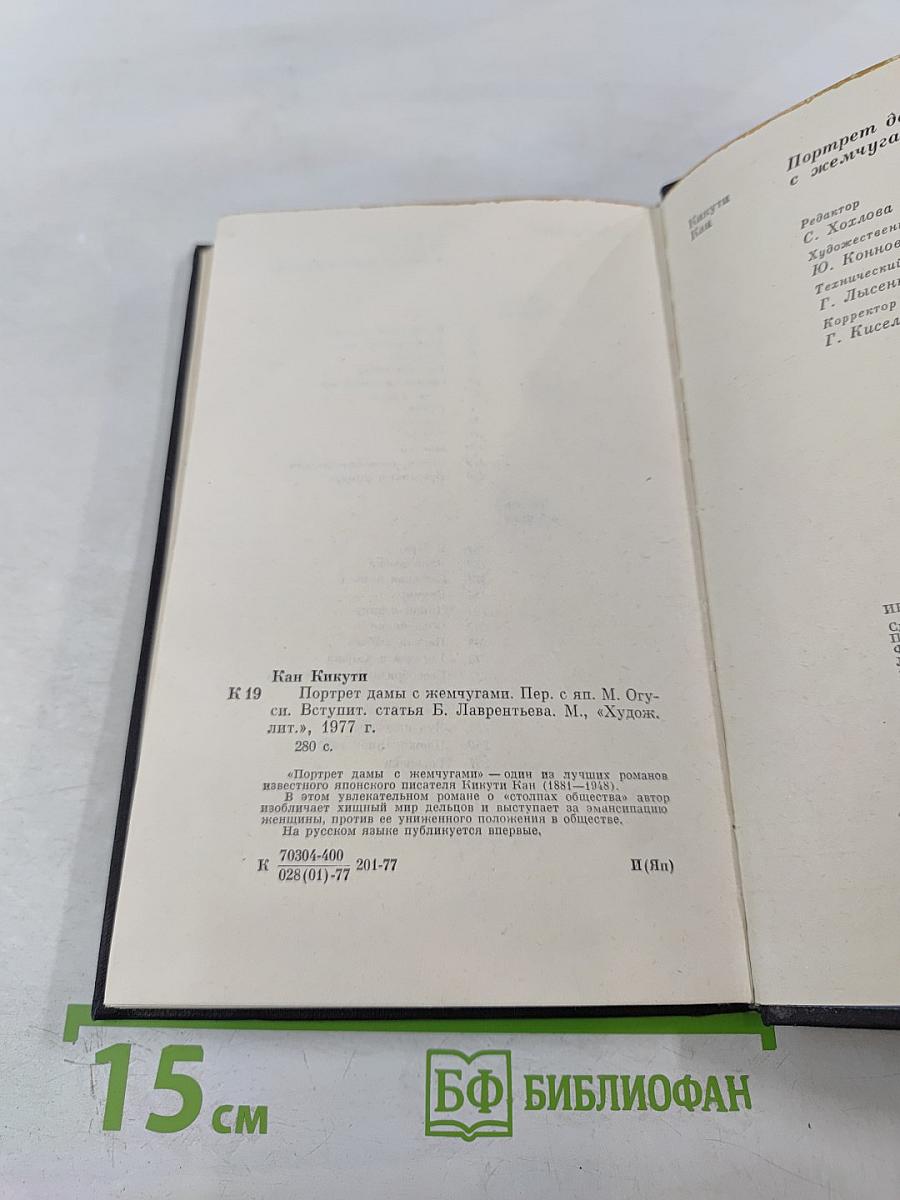 Кан Кикути
К 19 Портрет дамы с жемчугами. Пер. с яп. М. Огу-
си. Вступит. статья Б. Лаврентьева. М., «Худож.
лит.», 1977 г.
280 с.
«Портрет дамы с жемчугами» — один из лучших романов
известного японского писателя Кикути Кан (1881—1948).
В этом увлекательном романе о «столпах общества» автор
изобличает хищный мир дельцов и выступает за эмансипацию
женщины, против ее униженного положения в обществе.
На русском языке публикуется впервые.
К 70304-400 201-77 И(Яп)
028(01)-77
Кикути
Кан
Портрет
с жемчуга
Редактор
С. Хохлова
Художествен
Ю. Коннов
Технический
Г. Лысен
Корректор
Г. Кисел
15 см
БФ БИБЛИОФАН